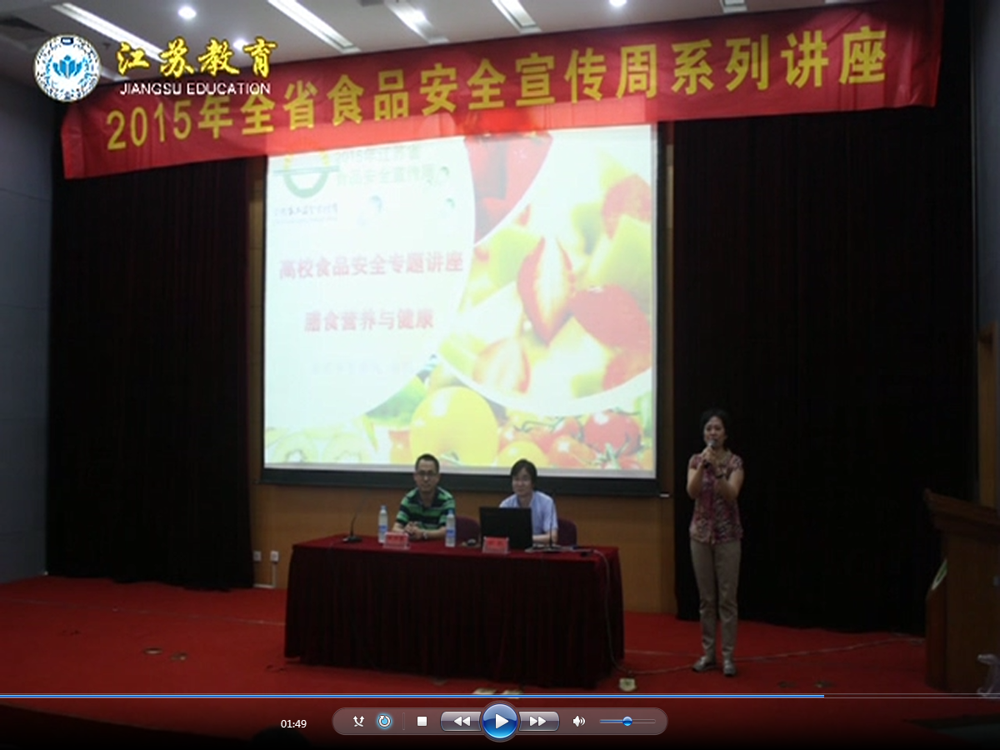 江苏教育
JIANGSU EDUCATION
2015年全省食品安全宣传周系列讲座
2015年江苏省
食品安全宣传周
高校食品安全专题讲座
膳食营养与健康
01:49